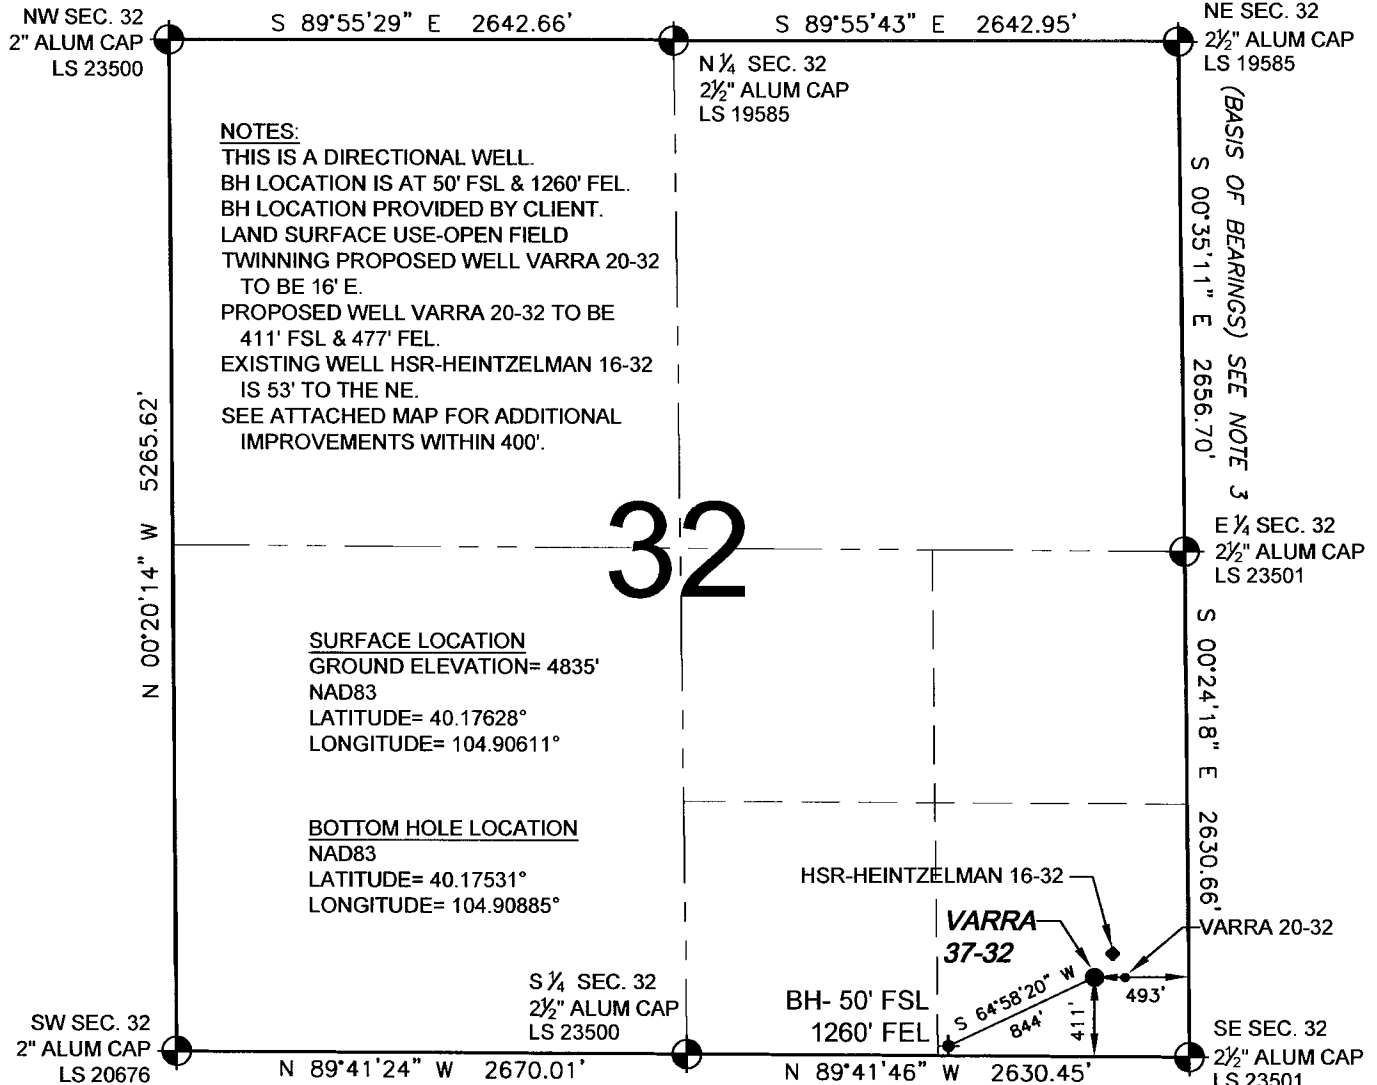 NW SEC. 32
2" ALUM CAP
LS 23500
S 89°55'29" E 2642.66'
S 89°55'43" E 2642.95'
NE SEC. 32
2½" ALUM CAP
LS 19585
N ¼ SEC. 32
2½" ALUM CAP
LS 19585
NOTES:
THIS IS A DIRECTIONAL WELL.
BH LOCATION IS AT 50' FSL & 1260' FEL.
BH LOCATION PROVIDED BY CLIENT.
LAND SURFACE USE-OPEN FIELD
TWINNING PROPOSED WELL VARRA 20-32
TO BE 16' E.
PROPOSED WELL VARRA 20-32 TO BE
411' FSL & 477' FEL.
EXISTING WELL HSR-HEINTZELMAN 16-32
IS 53' TO THE NE.
SEE ATTACHED MAP FOR ADDITIONAL
IMPROVEMENTS WITHIN 400'.
(BASIS OF BEARINGS) SEE NOTE 3
S 00°35'11" E 2656.70'
N 00°20'14" W 5265.62'
32
E ¼ SEC. 32
2½" ALUM CAP
LS 23501
S 00°24'18" E 2630.66'
SURFACE LOCATION
GROUND ELEVATION= 4835'
NAD83
LATITUDE= 40.17628°
LONGITUDE= 104.90611°
BOTTOM HOLE LOCATION
NAD83
LATITUDE= 40.17531°
LONGITUDE= 104.90885°
HSR-HEINTZELMAN 16-32
VARRA
37-32
VARRA 20-32
493'
411'
S 64°58'20" W
844'
BH- 50' FSL
1260' FEL
S ¼ SEC. 32
2½" ALUM CAP
LS 23500
SW SEC. 32
2" ALUM CAP
LS 20676
N 89°41'24" W 2670.01'
N 89°41'46" W 2630.45'
SE SEC. 32
2½" ALUM CAP
LS 23501